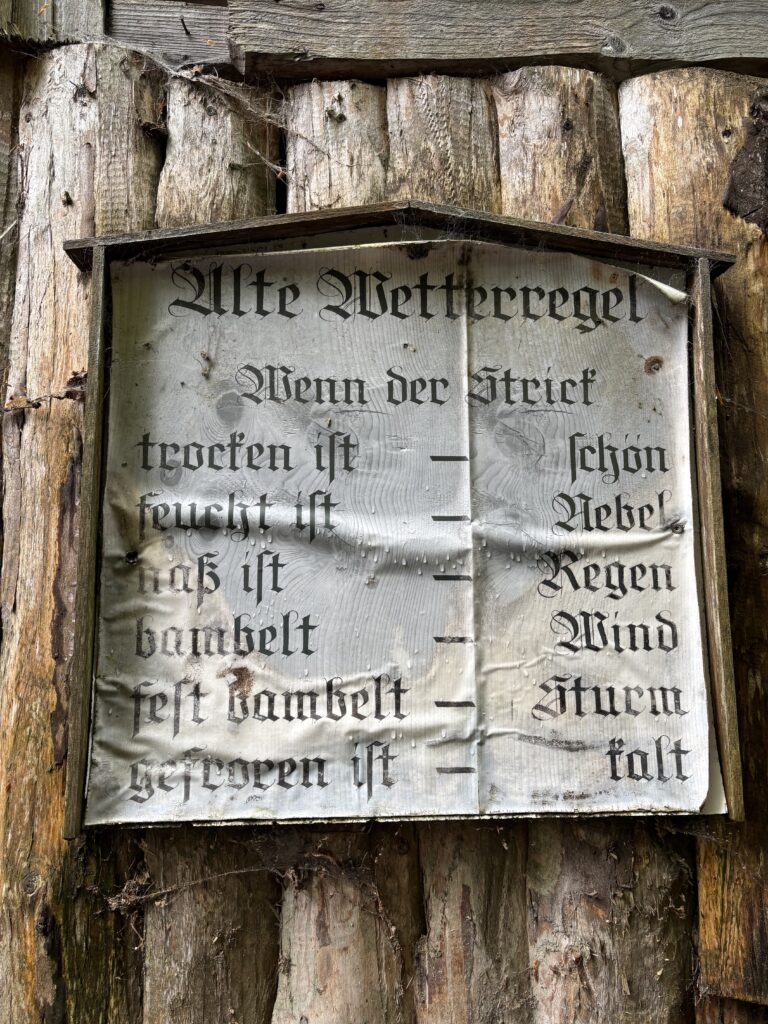 Alte Wetterregel
Wenn der Strick
trocken ist – schön
feucht ist – Nebel
naß ist – Regen
bambelt – Wind
fest bambelt – Sturm
gefroren ist – kalt